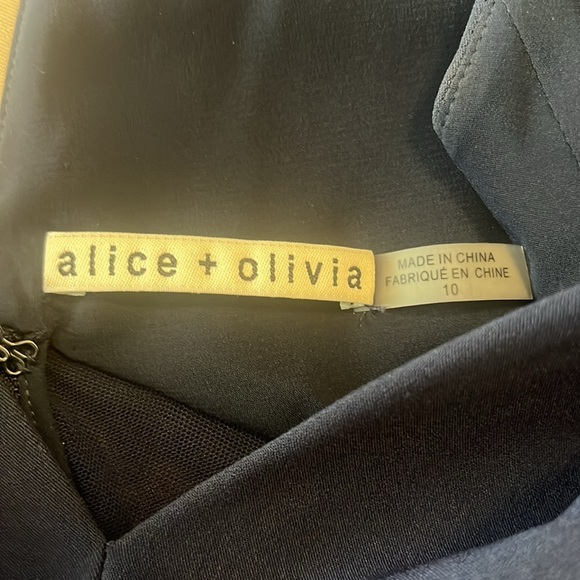 alice + olivia
MADE IN CHINA
FABRIQUÉ EN CHINE
10